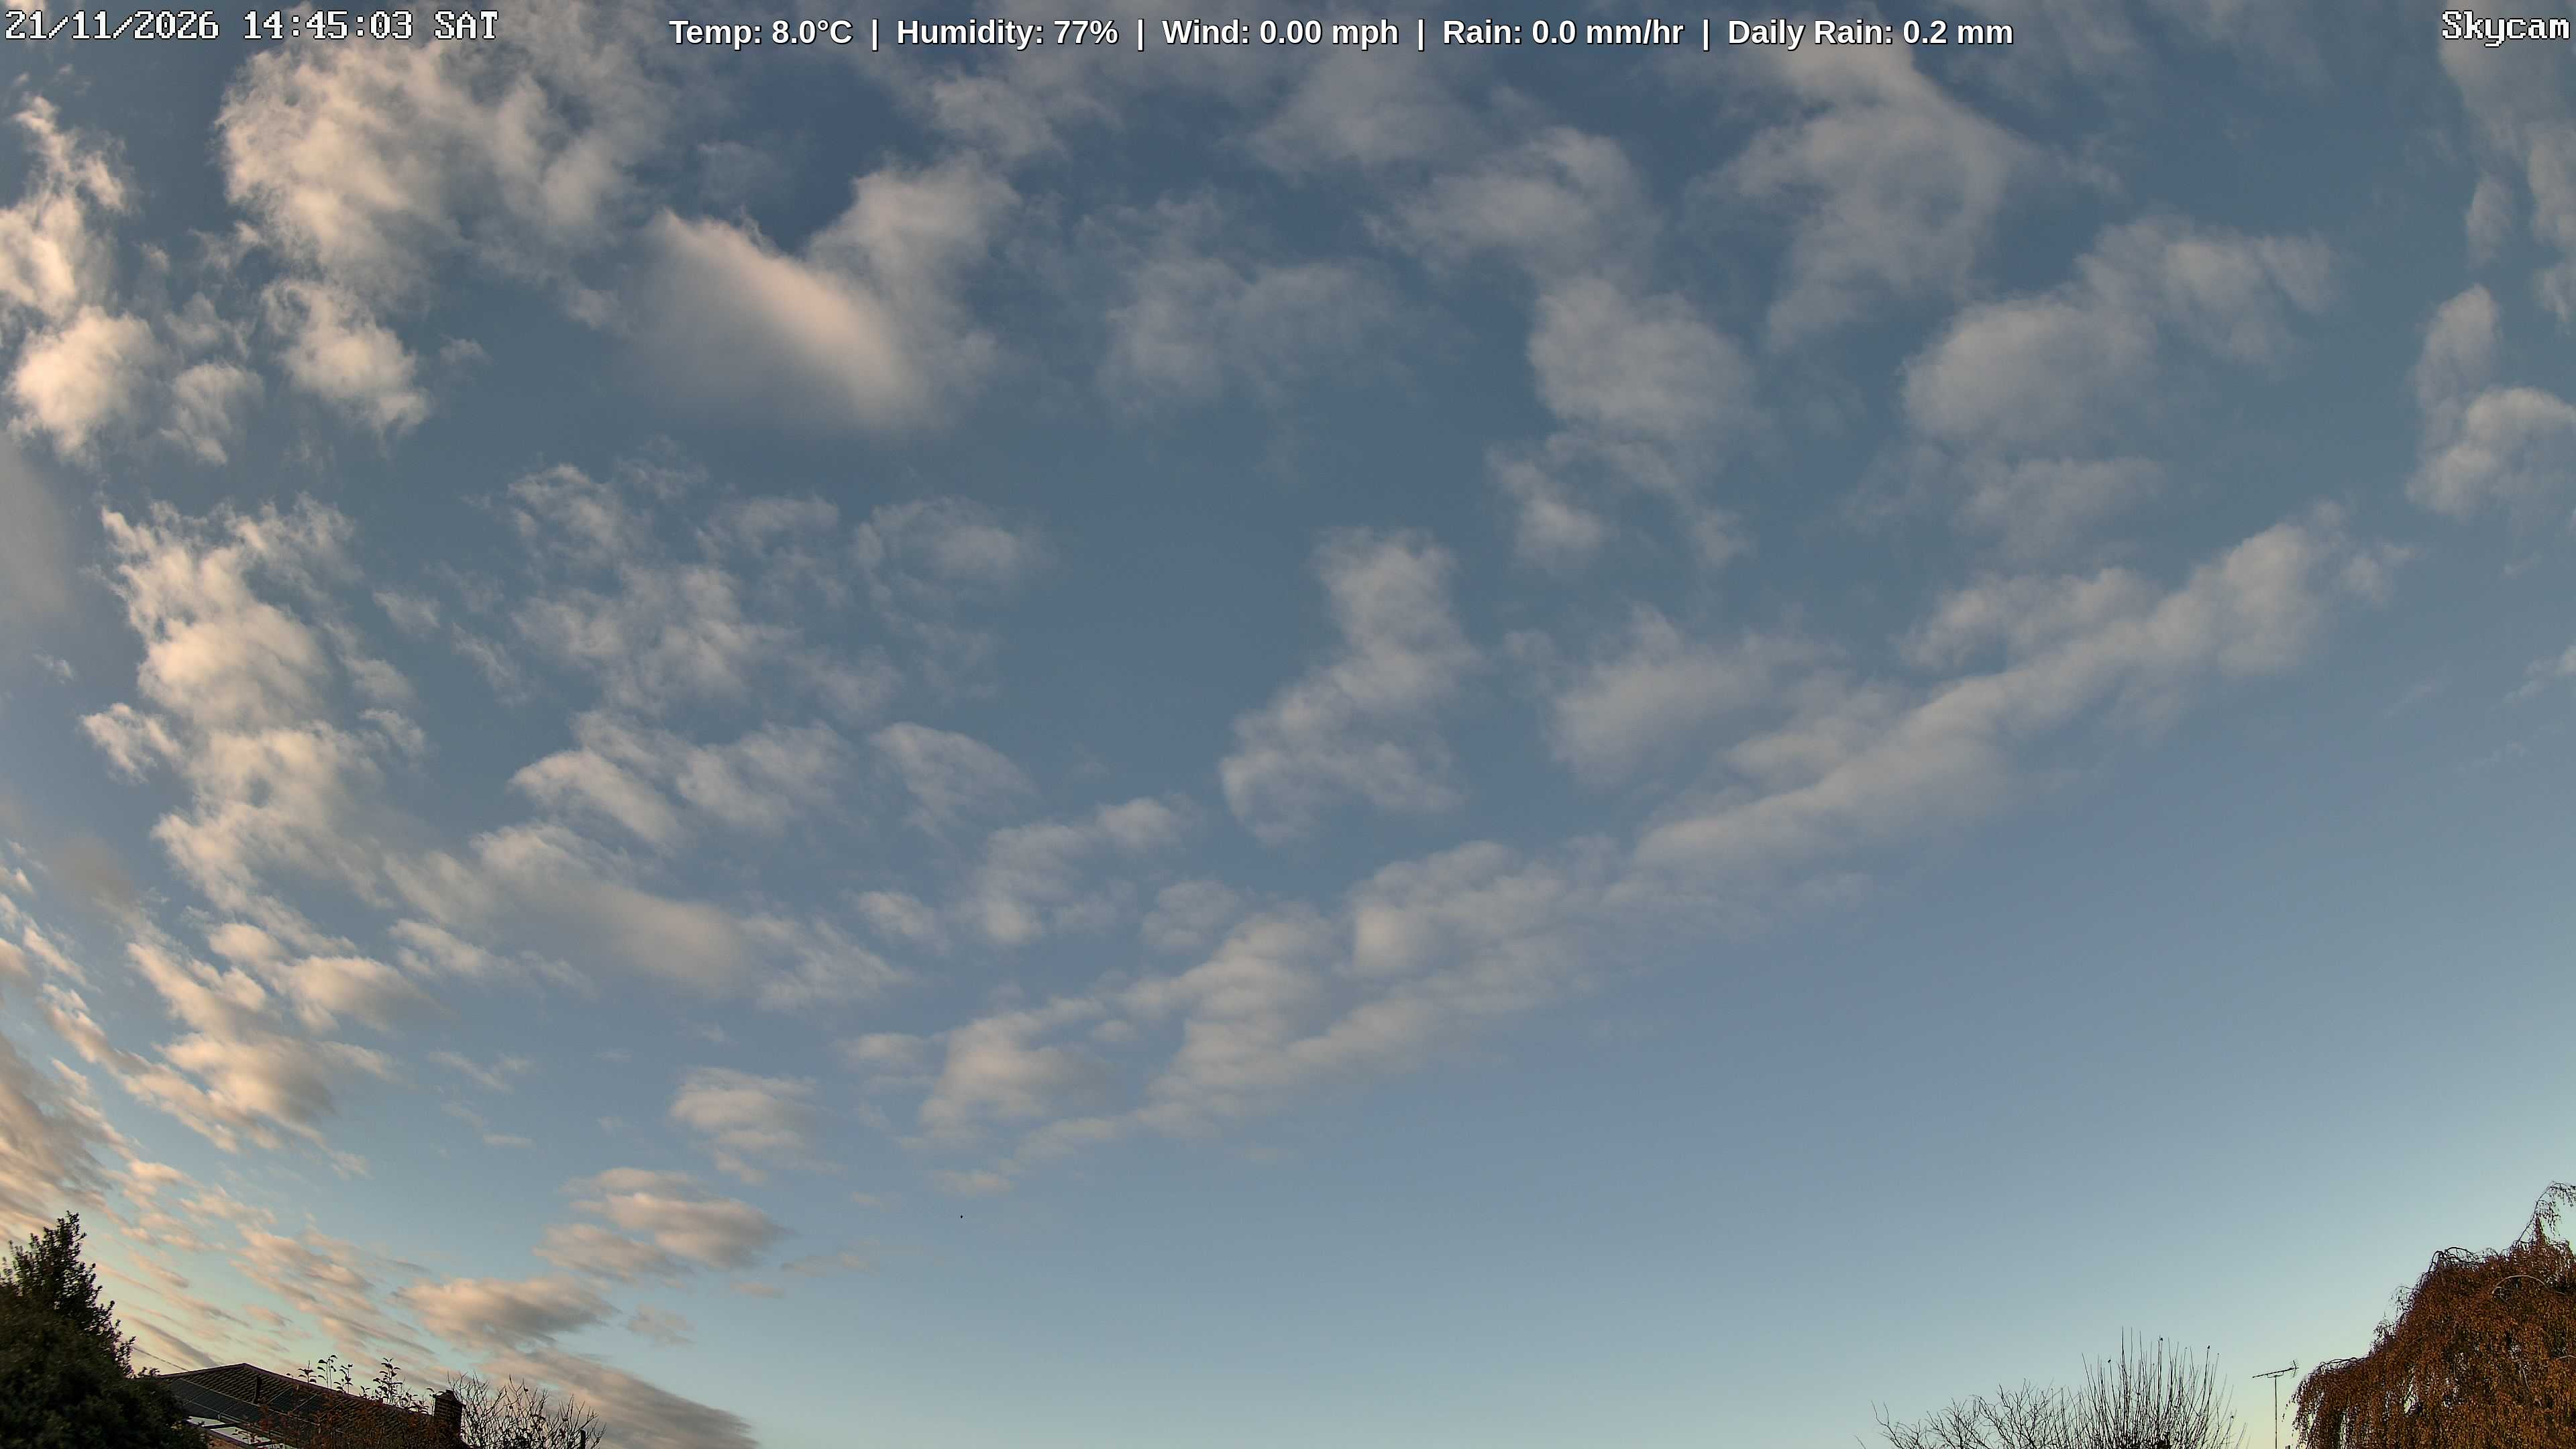 21/11/2026 14:45:03 SAT
Temp: 8.0°C | Humidity: 77% | Wind: 0.00 mph | Rain: 0.0 mm/hr | Daily Rain: 0.2 mm
Skycam